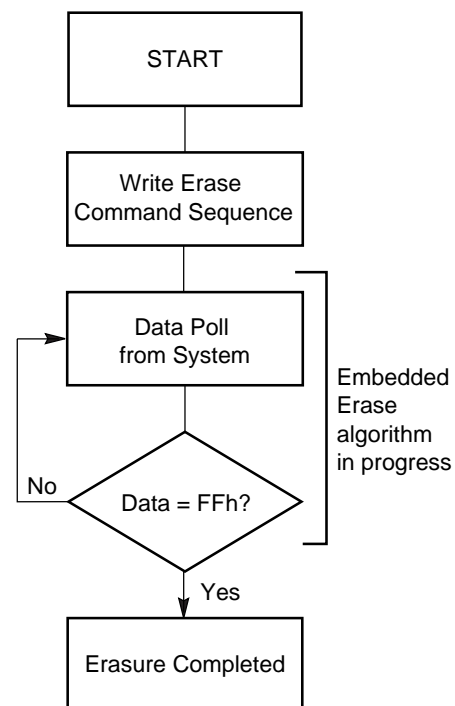 START
Write Erase
Command Sequence
Data Poll
from System
Embedded
Erase
algorithm
in progress
No
Data = FFh?
Yes
Erasure Completed